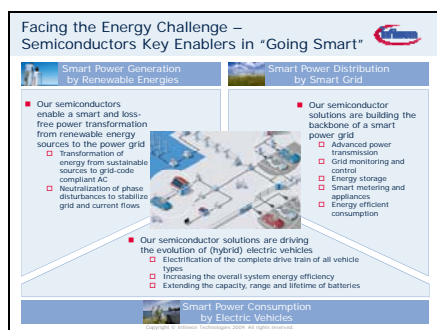 Facing the Energy Challenge –
Semiconductors Key Enablers in "Going Smart"
Infineon
Smart Power Generation
by Renewable Energies
Our semiconductors
enable a smart and loss-
free power transformation
from renewable energy
sources to the power grid
Transformation of
energy from sustainable
sources to grid-code
compliant AC
Neutralization of phase
disturbances to stabilize
grid and current flows
Smart Power Distribution
by Smart Grid
Our semiconductor
solutions are building the
backbone of a smart
power grid
Advanced power
transmission
Grid monitoring and
control
Energy storage
Smart metering and
appliances
Energy efficient
consumption
Our semiconductor solutions are driving
the evolution of (hybrid) electric vehicles
Electrification of the complete drive train of all vehicle
types
Increasing the overall system energy efficiency
Extending the capacity, range and lifetime of batteries
Smart Power Consumption
by Electric Vehicles
Copyright © Infineon Technologies 2009. All rights reserved.